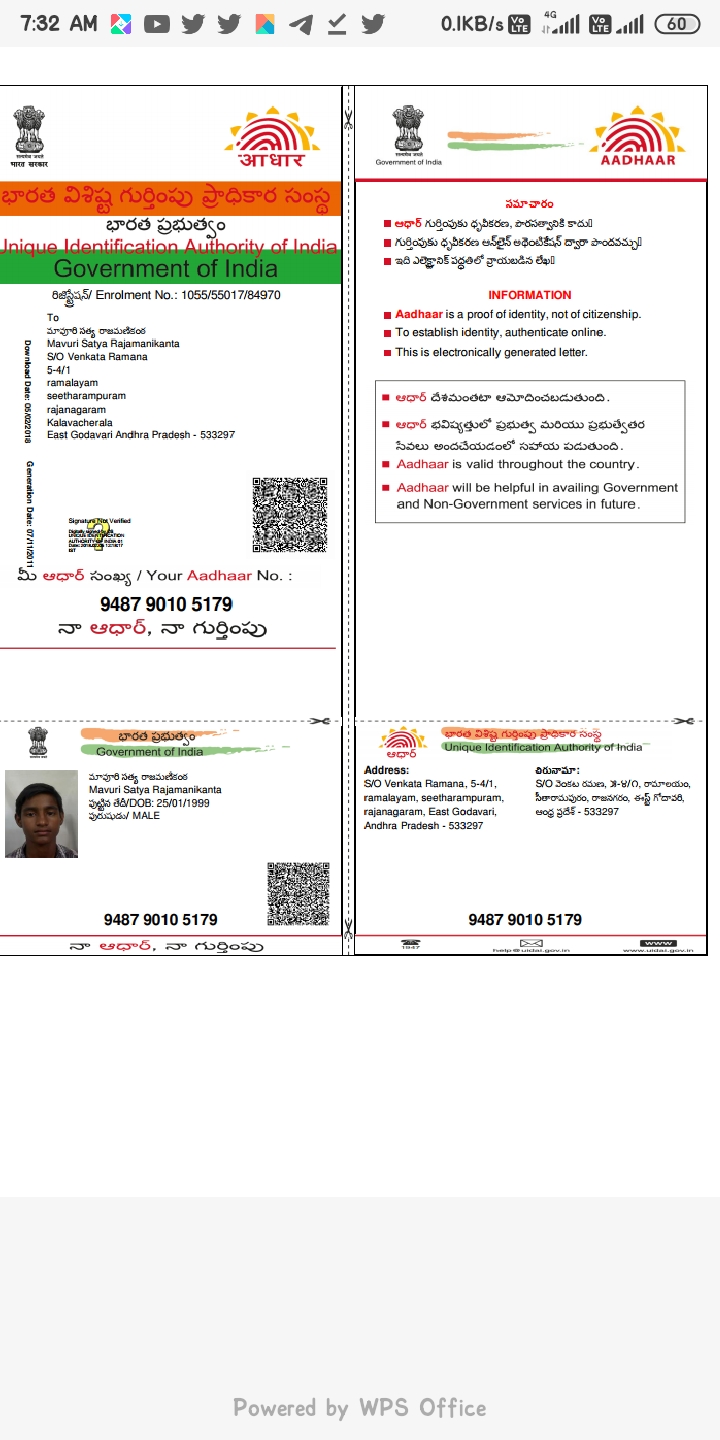 7:32 AM
0.1KB/s Vo LTE 4G Vo LTE 60
भारत सरकार
आधार
భారత విశిష్ట గుర్తింపు ప్రాధికార సంస్థ
భారత ప్రభుత్వం
Unique Identification Authority of India
Government of India
రిజిస్ట్రేషన్/ Enrolment No.: 1055/55017/84970
To
మావూరి సత్య రాజమణికంఠ
Mavuri Satya Rajamanikanta
S/O Venkata Ramana
5-4/1
ramalayam
seetharampuram
rajanagaram
Kalavacherala
East Godavari Andhra Pradesh - 533297
Download Date: 05/02/2018
Generation Date: 07/11/2011
Signature Not Verified
Digitally signed by DS
UNIQUE IDENTIFICATION
AUTHORITY OF INDIA 01
IST
మీ ఆధార్ సంఖ్య / Your Aadhaar No. :
9487 9010 5179
నా ఆధార్, నా గుర్తింపు
Government of India
AADHAAR
సమాచారం
ఆధార్ గుర్తింపుకు ధృవీకరణ, పౌరసత్వానికి కాదు
గుర్తింపుకు ధృవీకరణ ఆన్‌లైన్ అథెంటికేషన్ ద్వారా పొందవచ్చు
ఇది ఎలెక్ట్రానిక్ పద్ధతిలో వ్రాయబడిన లేఖ
INFORMATION
Aadhaar is a proof of identity, not of citizenship.
To establish identity, authenticate online.
This is electronically generated letter.
ఆధార్ దేశమంతటా ఆమోదించబడుతుంది.
ఆధార్ భవిష్యత్తులో ప్రభుత్వ మరియు ప్రభుత్వేతర
సేవలు అందచేయడంలో సహాయ పడుతుంది.
Aadhaar is valid throughout the country.
Aadhaar will be helpful in availing Government
and Non-Government services in future.
భారత ప్రభుత్వం
Government of India
మావూరి సత్య రాజమణికంఠ
Mavuri Satya Rajamanikanta
పుట్టిన తేదీ/DOB: 25/01/1999
పురుషుడు/ MALE
9487 9010 5179
నా ఆధార్, నా గుర్తింపు
ఆధార్
భారత విశిష్ట గుర్తింపు ప్రాధికార సంస్థ
Unique Identification Authority of India
Address:
S/O Venkata Ramana, 5-4/1,
ramalayam, seetharampuram,
rajanagaram, East Godavari,
Andhra Pradesh - 533297
చిరునామా:
S/O వెంకట రమణ, ౫-౪/౧, రామాలయం,
సీతారామపురం, రాజనగరం, ఈస్ట్ గోదావరి,
ఆంధ్ర ప్రదేశ్ - 533297
9487 9010 5179
1947
help@uidai.gov.in
www
www.uidai.gov.in
Powered by WPS Office